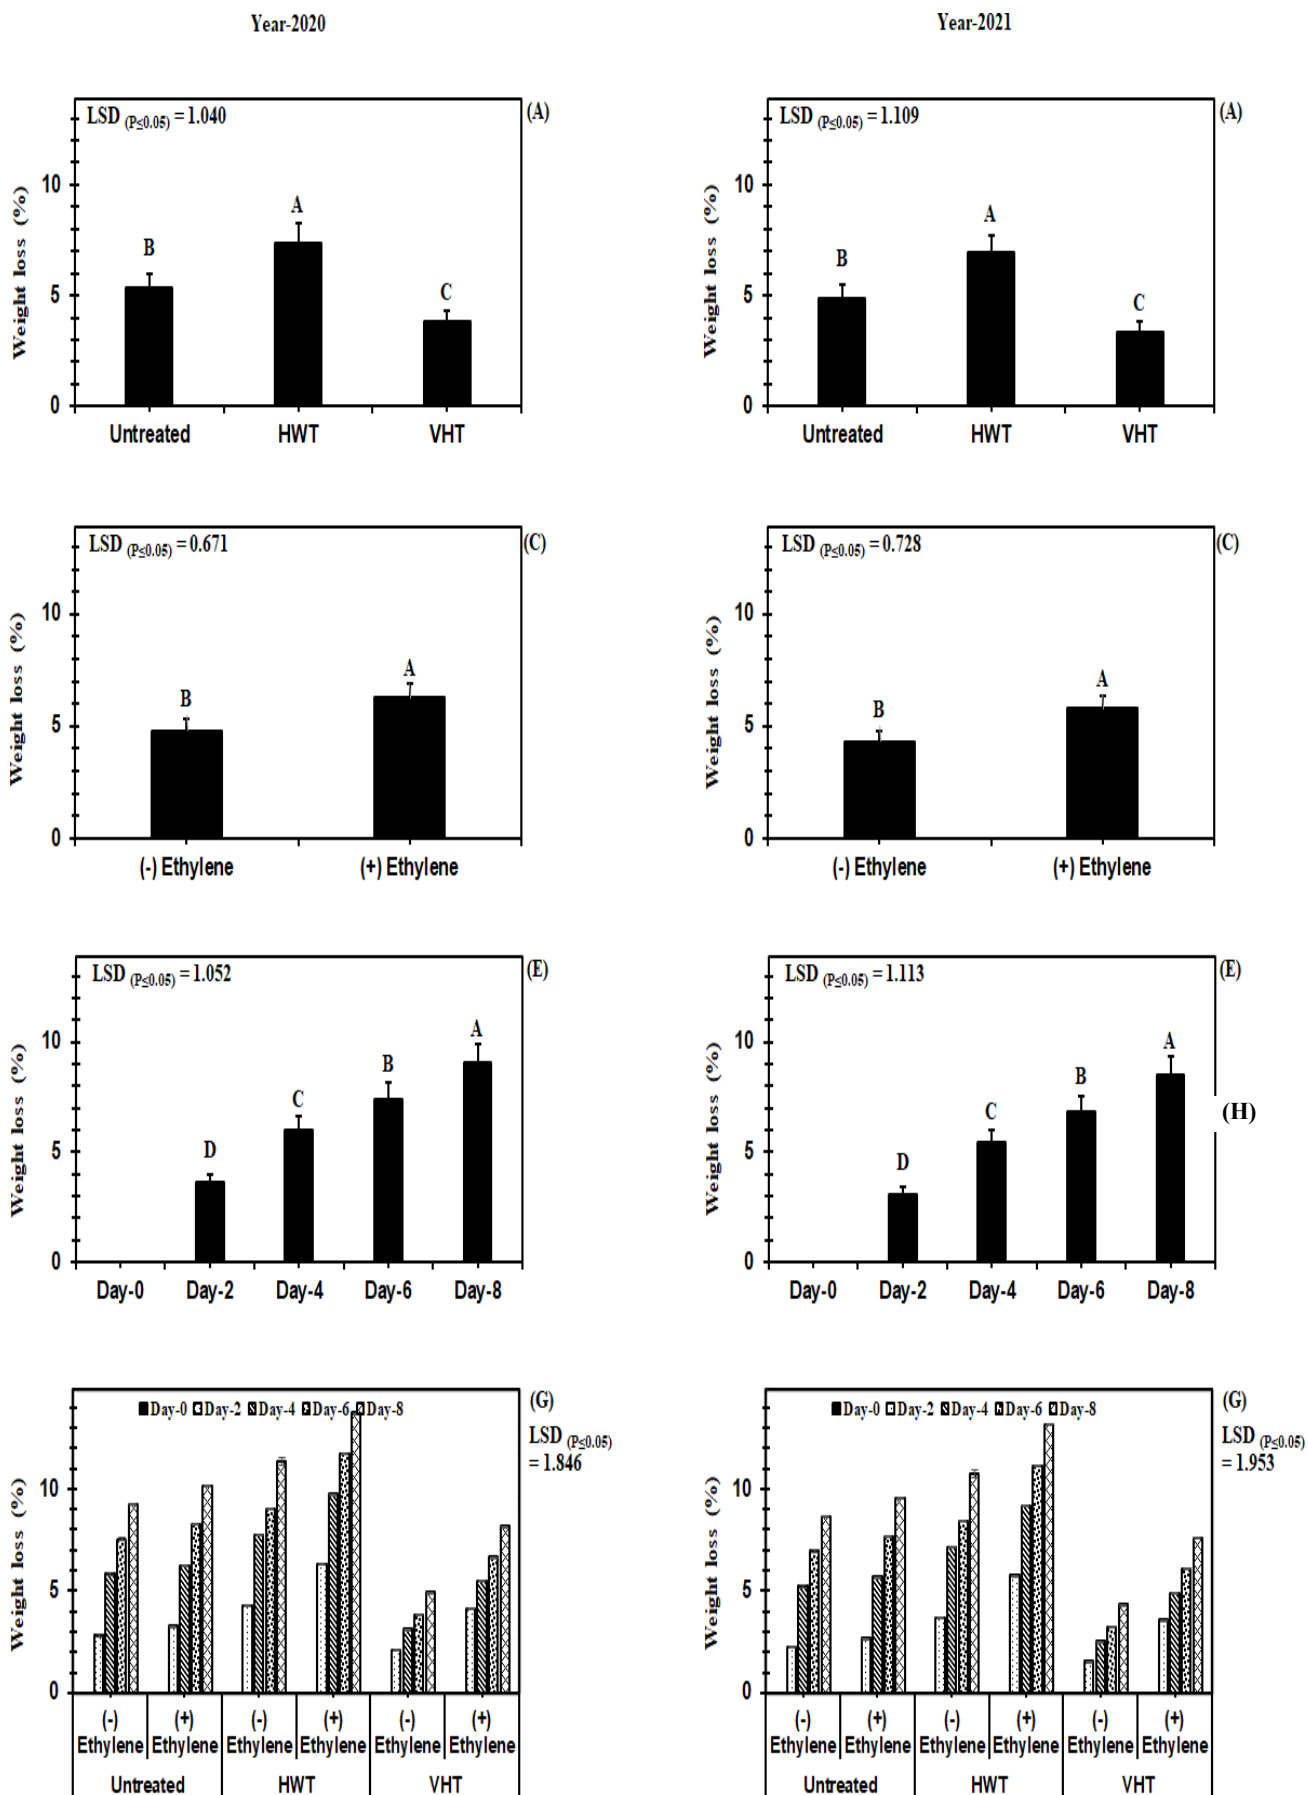 Year-2020
Year-2021
LSD (P≤0.05) = 1.040
(A)
Weight loss (%)
10
5
0
B
A
C
Untreated HWT VHT
LSD (P≤0.05) = 1.109
(A)
Weight loss (%)
10
5
0
B
A
C
Untreated HWT VHT
LSD (P≤0.05) = 0.671
(C)
Weight loss (%)
10
5
0
B
A
(-) Ethylene (+) Ethylene
LSD (P≤0.05) = 0.728
(C)
Weight loss (%)
10
5
0
B
A
(-) Ethylene (+) Ethylene
LSD (P≤0.05) = 1.052
(E)
Weight loss (%)
10
5
0
D
C
B
A
Day-0 Day-2 Day-4 Day-6 Day-8
LSD (P≤0.05) = 1.113
(E)
Weight loss (%)
10
5
0
D
C
B
A
(H)
Day-0 Day-2 Day-4 Day-6 Day-8
Day-0 Day-2 Day-4 Day-6 Day-8
(G)
LSD (P≤0.05)
= 1.846
Weight loss (%)
10
5
0
(-) (+) (-) (+) (-) (+)
Ethylene Ethylene Ethylene Ethylene Ethylene Ethylene
Untreated HWT VHT
Day-0 Day-2 Day-4 Day-6 Day-8
(G)
LSD (P≤0.05)
= 1.953
Weight loss (%)
10
5
0
(-) (+) (-) (+) (-) (+)
Ethylene Ethylene Ethylene Ethylene Ethylene Ethylene
Untreated HWT VHT